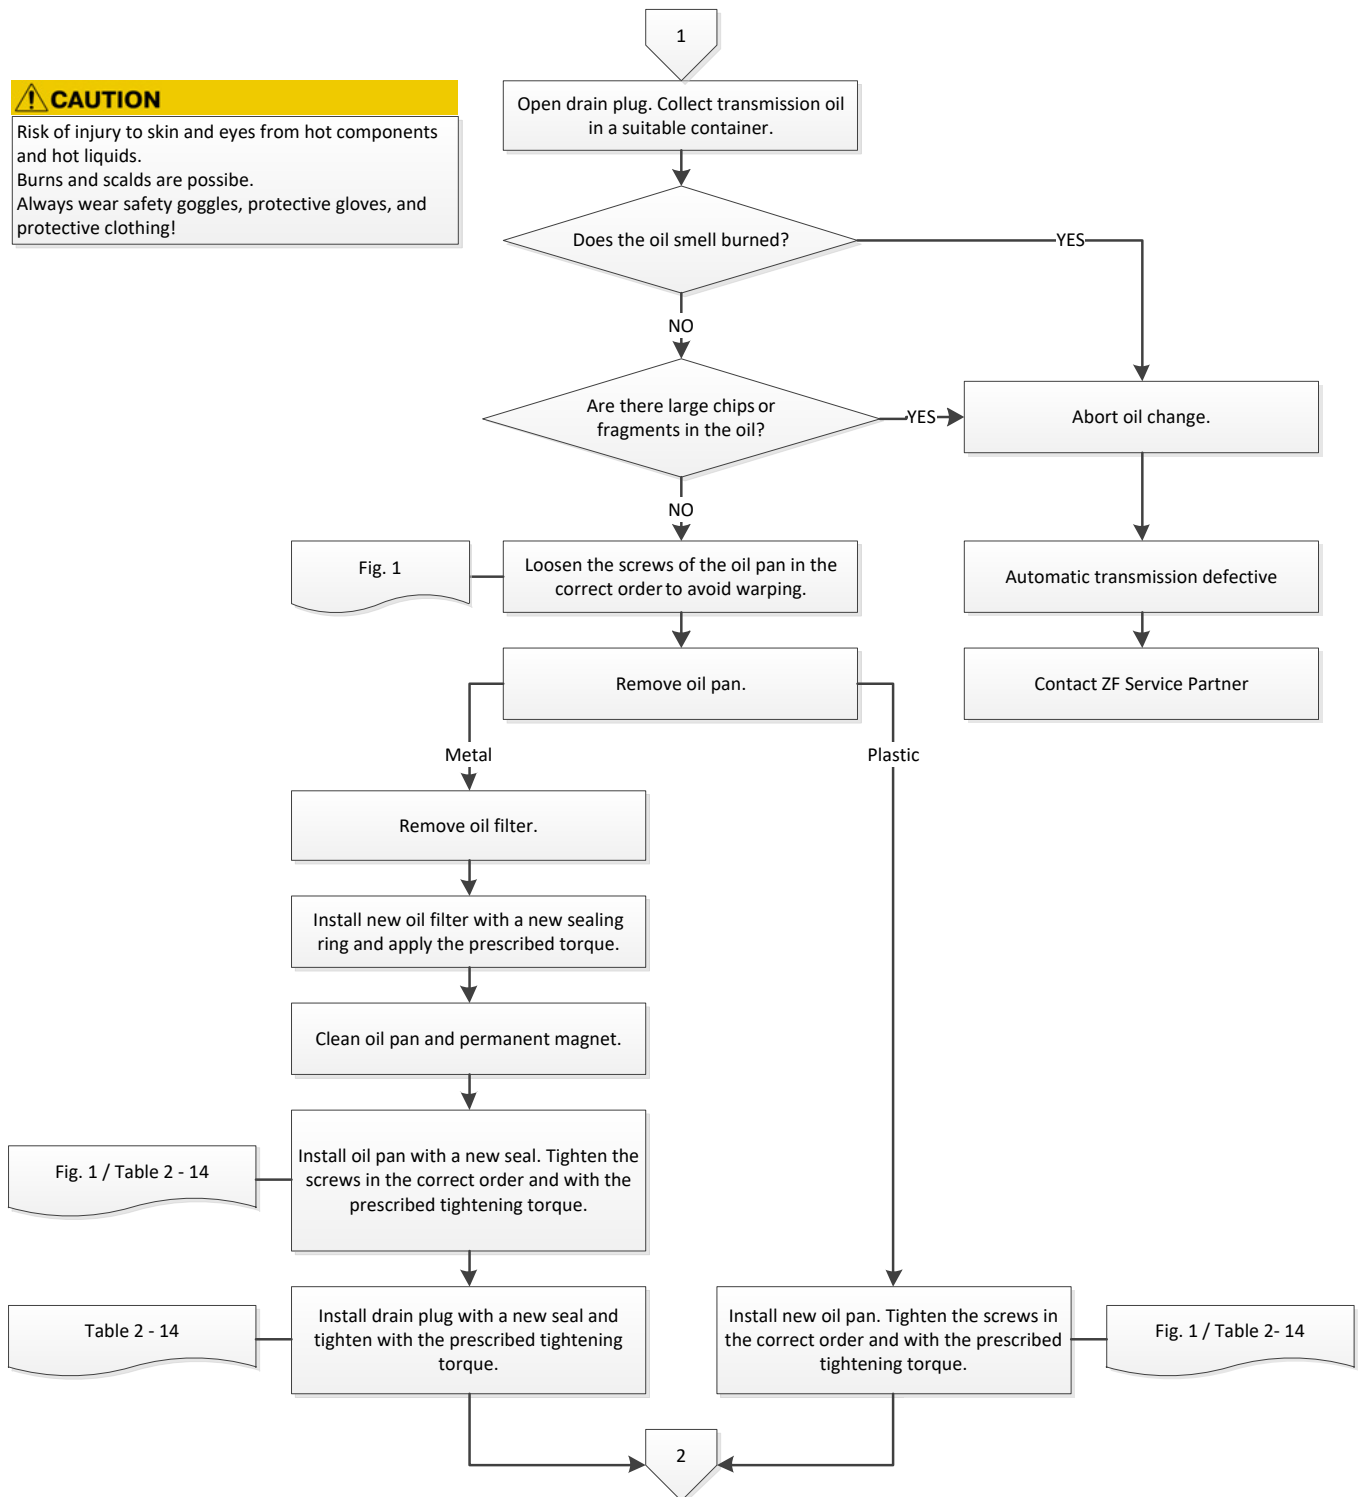 1
CAUTION
Risk of injury to skin and eyes from hot components
and hot liquids.
Burns and scalds are possibe.
Always wear safety goggles, protective gloves, and
protective clothing!
Open drain plug. Collect transmission oil
in a suitable container.
Does the oil smell burned?
YES
NO
Are there large chips or
fragments in the oil?
YES
Abort oil change.
NO
Fig. 1
Loosen the screws of the oil pan in the
correct order to avoid warping.
Automatic transmission defective
Remove oil pan.
Contact ZF Service Partner
Metal
Plastic
Remove oil filter.
Install new oil filter with a new sealing
ring and apply the prescribed torque.
Clean oil pan and permanent magnet.
Fig. 1 / Table 2 - 14
Install oil pan with a new seal. Tighten the
screws in the correct order and with the
prescribed tightening torque.
Table 2 - 14
Install drain plug with a new seal and
tighten with the prescribed tightening
torque.
Install new oil pan. Tighten the screws in
the correct order and with the prescribed
tightening torque.
Fig. 1 / Table 2- 14
2